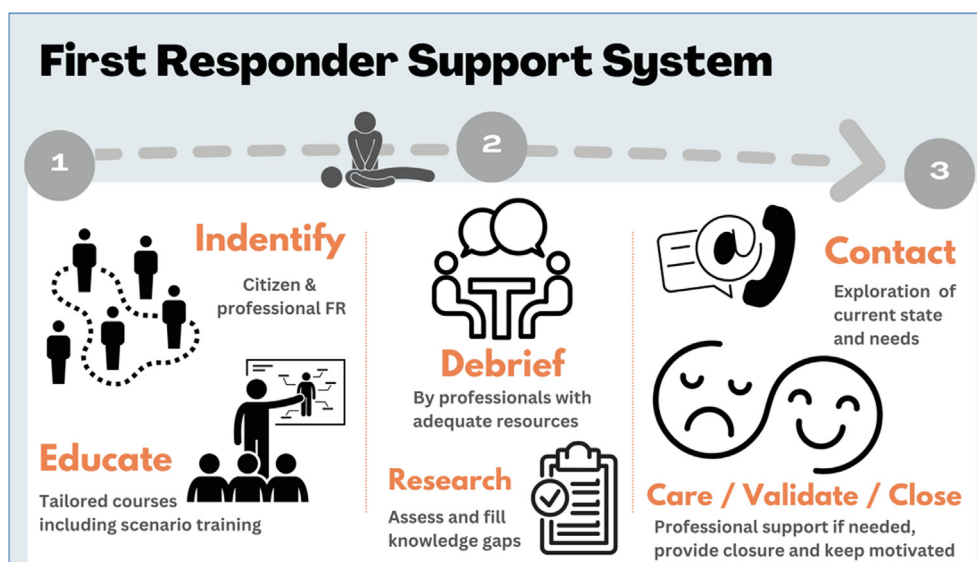 First Responder Support System
1
2
3
Indentify
Citizen &
professional FR
Educate
Tailored courses
including scenario training
Debrief
By professionals with
adequate resources
Research
Assess and fill
knowledge gaps
Contact
Exploration of
current state
and needs
Care / Validate / Close
Professional support if needed,
provide closure and keep motivated